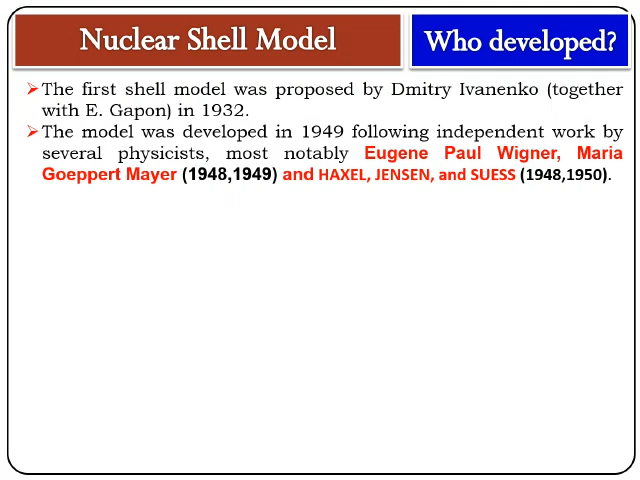 Nuclear Shell Model
Who developed?
➢The first shell model was proposed by Dmitry Ivanenko (together
with E. Gapon) in 1932.
➢The model was developed in 1949 following independent work by
several physicists, most notably Eugene Paul Wigner, Maria
Goeppert Mayer (1948,1949) and HAXEL, JENSEN, and SUESS (1948,1950).